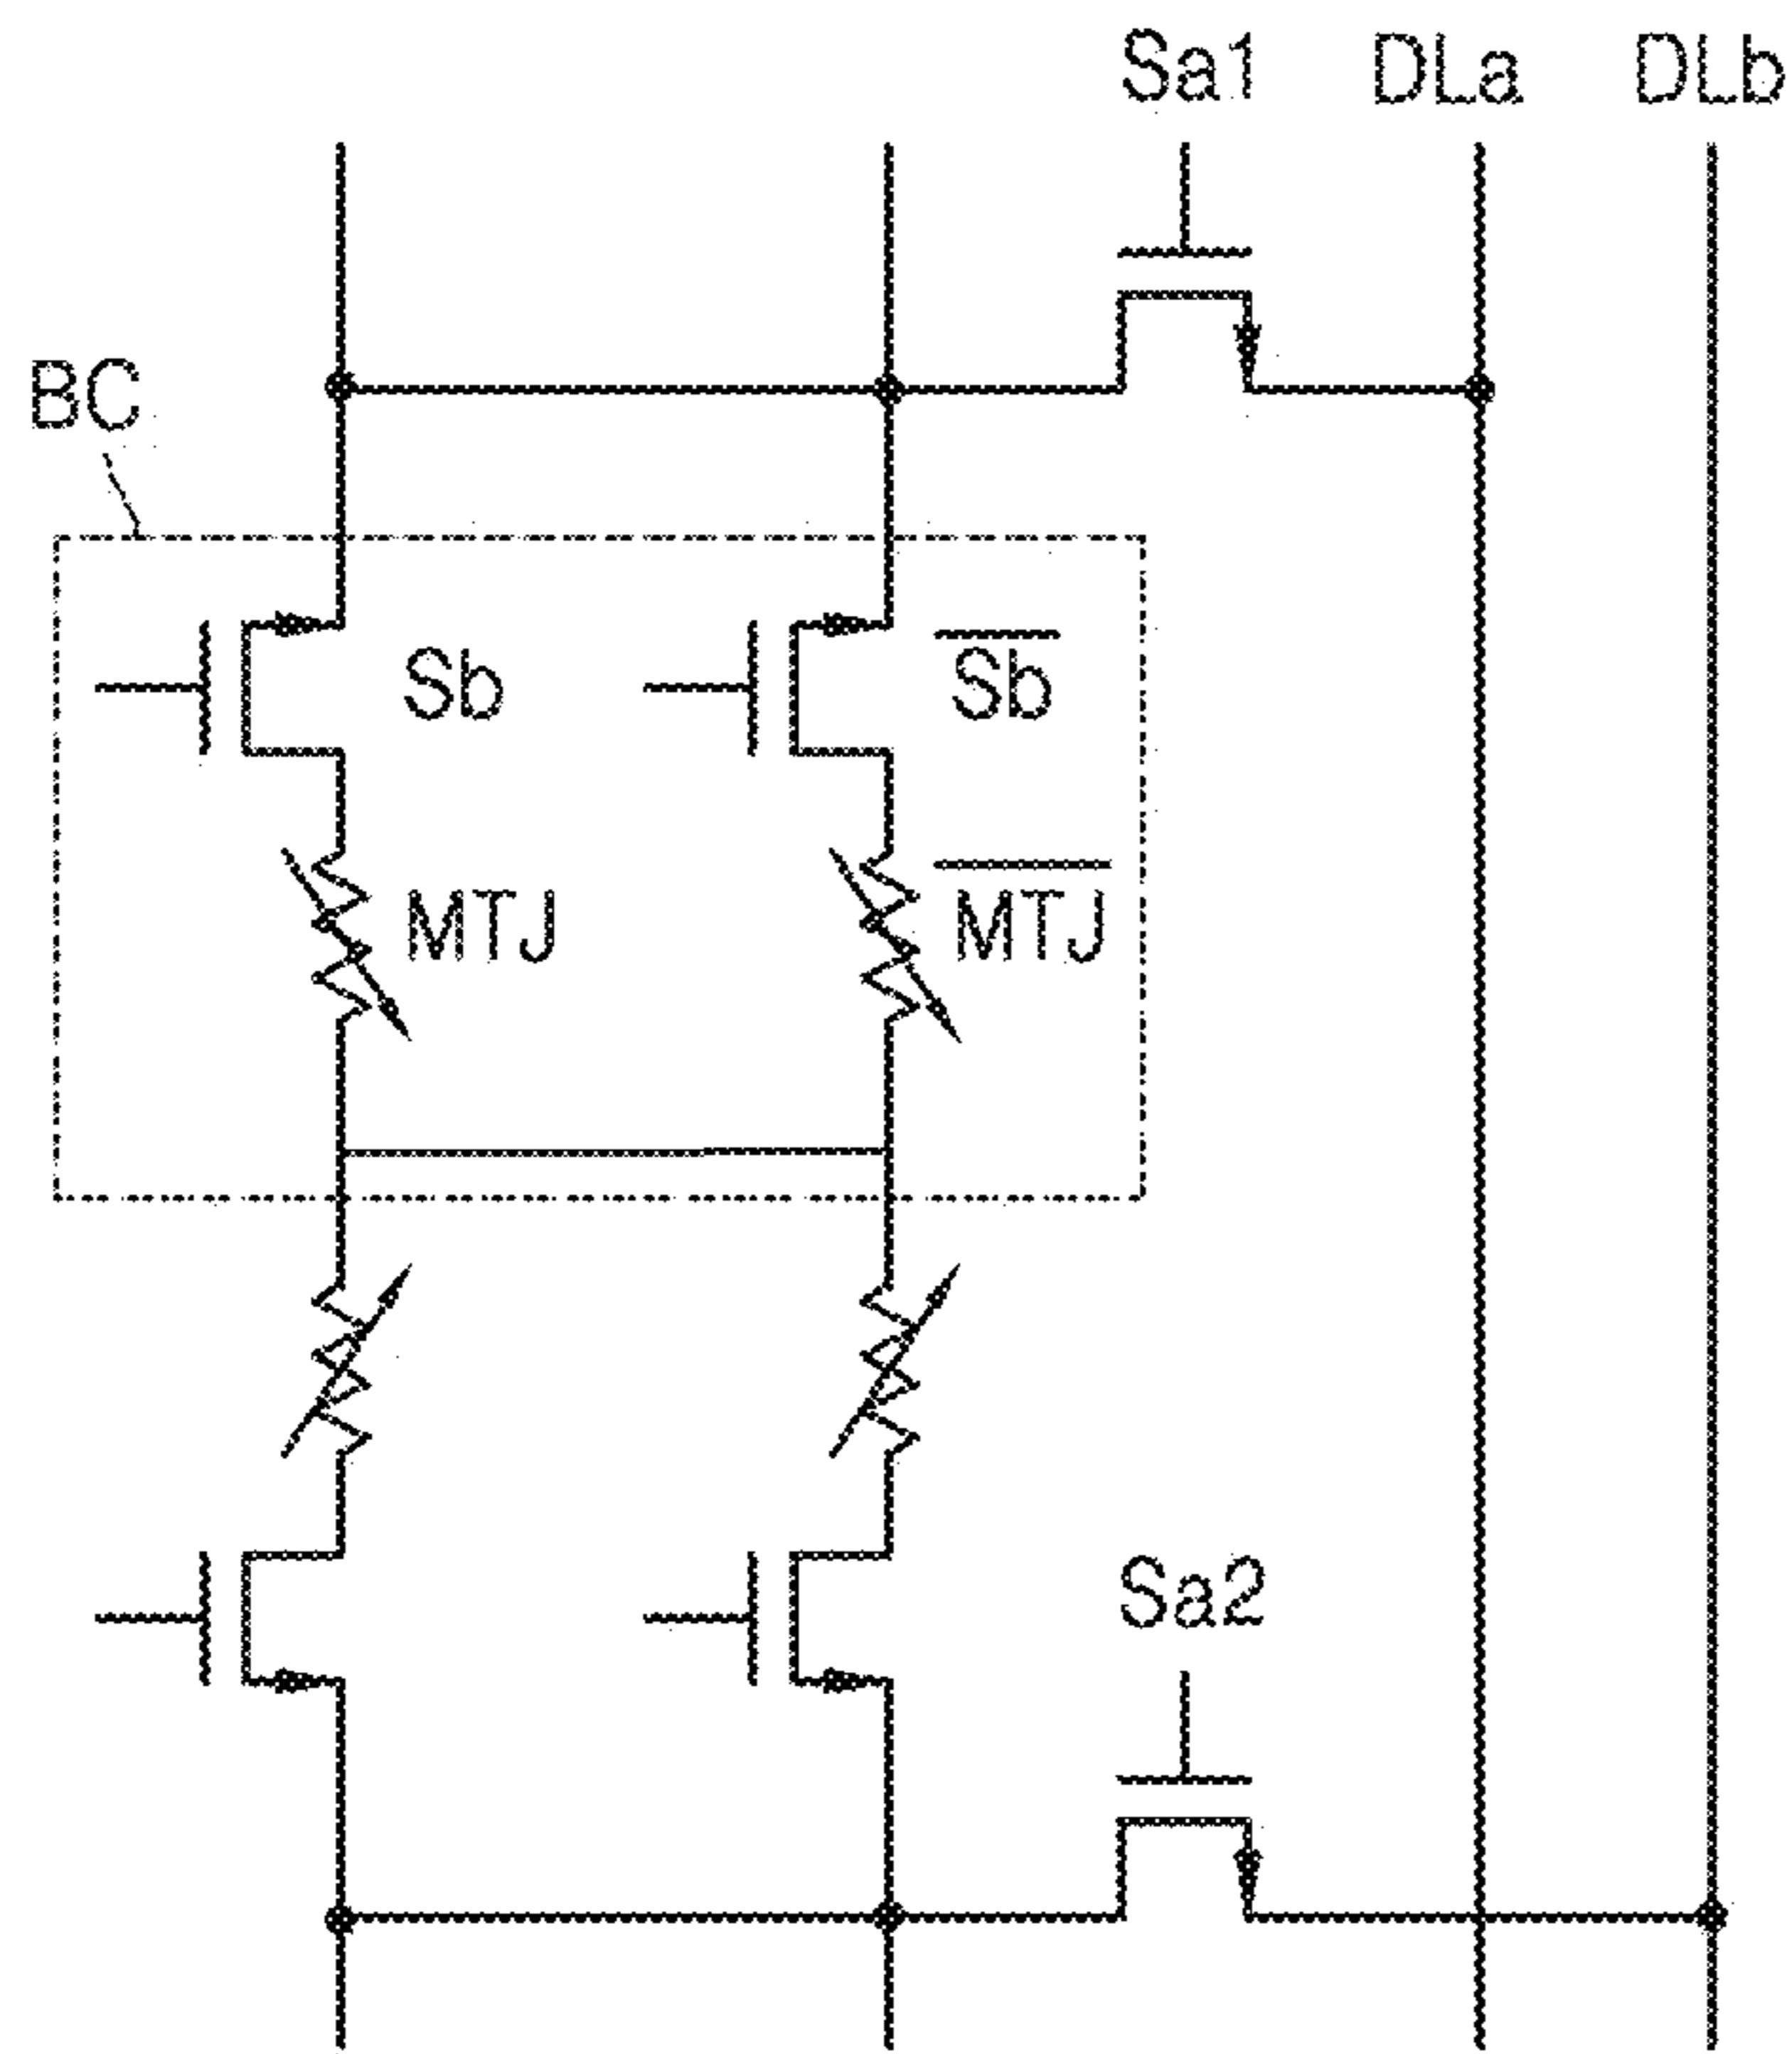 Sa1 DLa DLb
BC
Sb S̅b̅
MTJ M̅T̅J̅
Sa2